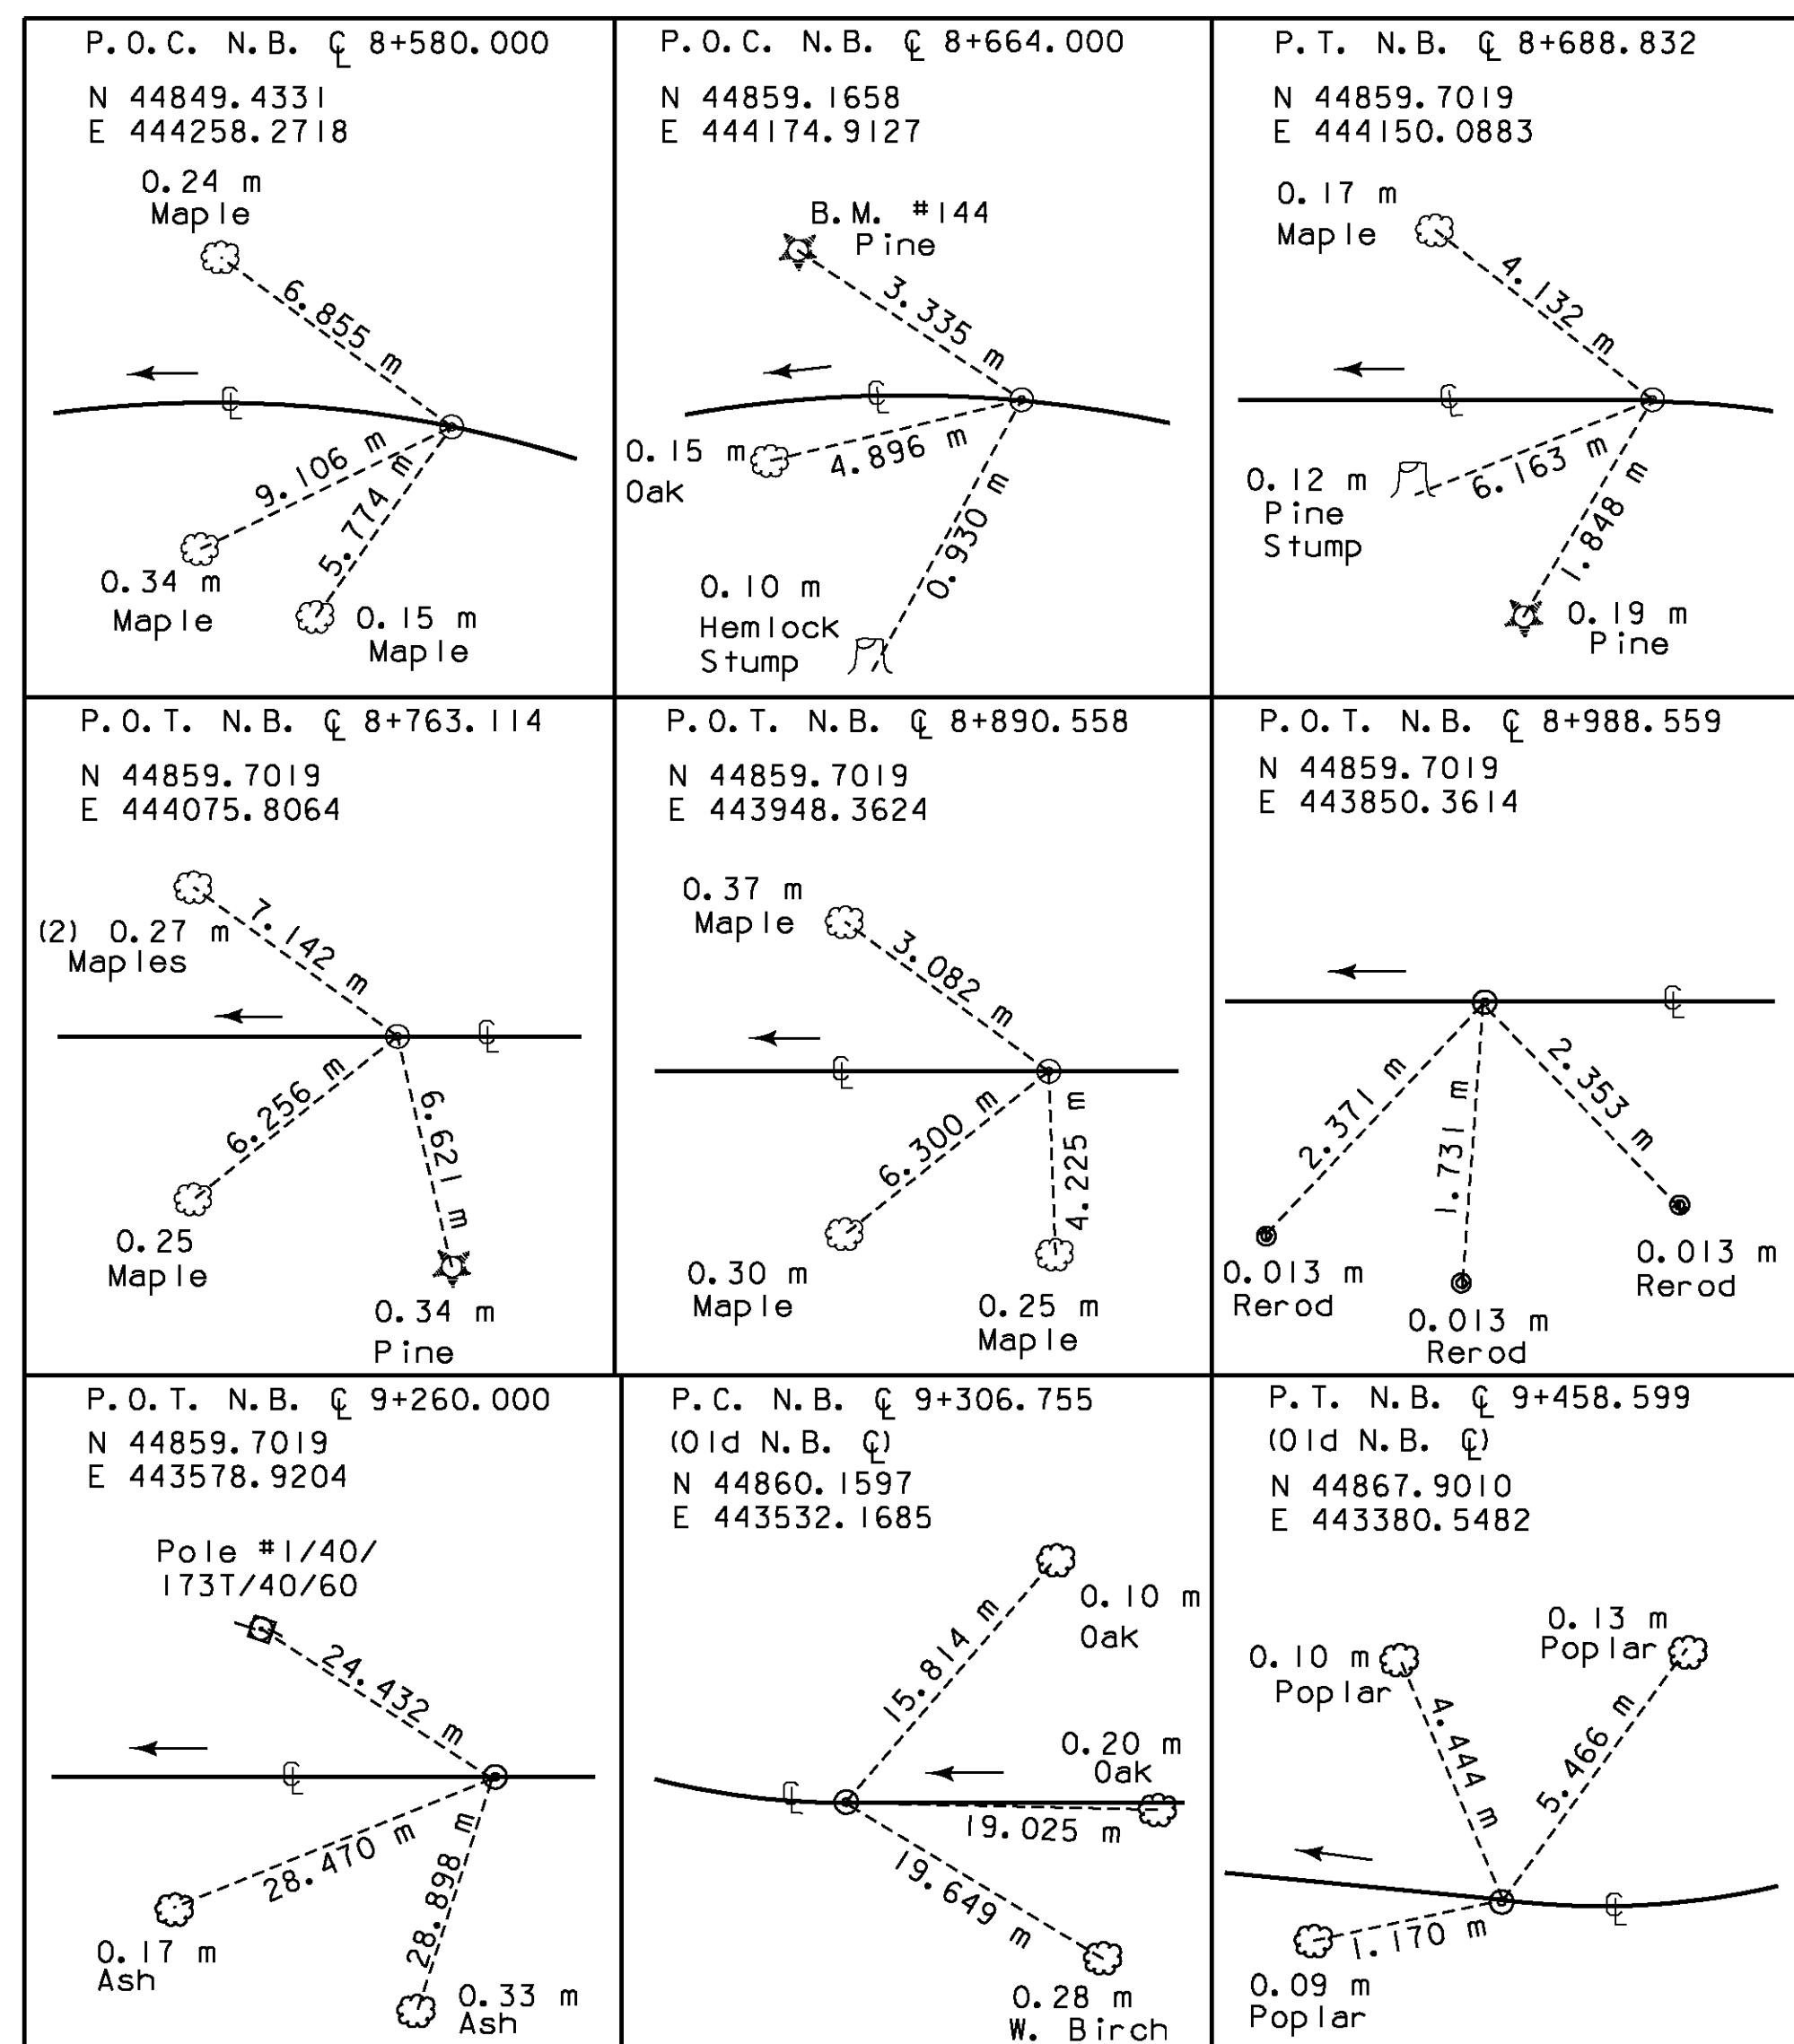 P.O.C. N.B. ℄ 8+580.000
N 44849.4331
E 444258.2718
0.24 m
Maple
6.855 m
℄
9.106 m
5.774 m
0.34 m
Maple
0.15 m
Maple
P.O.C. N.B. ℄ 8+664.000
N 44859.1658
E 444174.9127
B.M. #144
Pine
3.335 m
℄
0.15 m
Oak
4.896 m
0.930 m
0.10 m
Hemlock
Stump
P.T. N.B. ℄ 8+688.832
N 44859.7019
E 444150.0883
0.17 m
Maple
4.132 m
℄
0.12 m
Pine
Stump
6.163 m
1.848 m
0.19 m
Pine
P.O.T. N.B. ℄ 8+763.114
N 44859.7019
E 444075.8064
(2) 0.27 m
Maples
7.142 m
℄
6.256 m
6.621 m
0.25
Maple
0.34 m
Pine
P.O.T. N.B. ℄ 8+890.558
N 44859.7019
E 443948.3624
0.37 m
Maple
3.082 m
℄
6.300 m
4.225 m
0.30 m
Maple
0.25 m
Maple
P.O.T. N.B. ℄ 8+988.559
N 44859.7019
E 443850.3614
℄
2.371 m
1.731 m
2.353 m
0.013 m
Rerod
0.013 m
Rerod
0.013 m
Rerod
P.O.T. N.B. ℄ 9+260.000
N 44859.7019
E 443578.9204
Pole #1/40/
173T/40/60
24.432 m
℄
28.470 m
28.898 m
0.17 m
Ash
0.33 m
Ash
P.C. N.B. ℄ 9+306.755
(Old N.B. ℄)
N 44860.1597
E 443532.1685
15.814 m
0.10 m
Oak
0.20 m
Oak
℄
19.025 m
19.649 m
0.28 m
W. Birch
P.T. N.B. ℄ 9+458.599
(Old N.B. ℄)
N 44867.9010
E 443380.5482
0.13 m
Poplar
0.10 m
Poplar
4.444 m
5.466 m
℄
1.170 m
0.09 m
Poplar